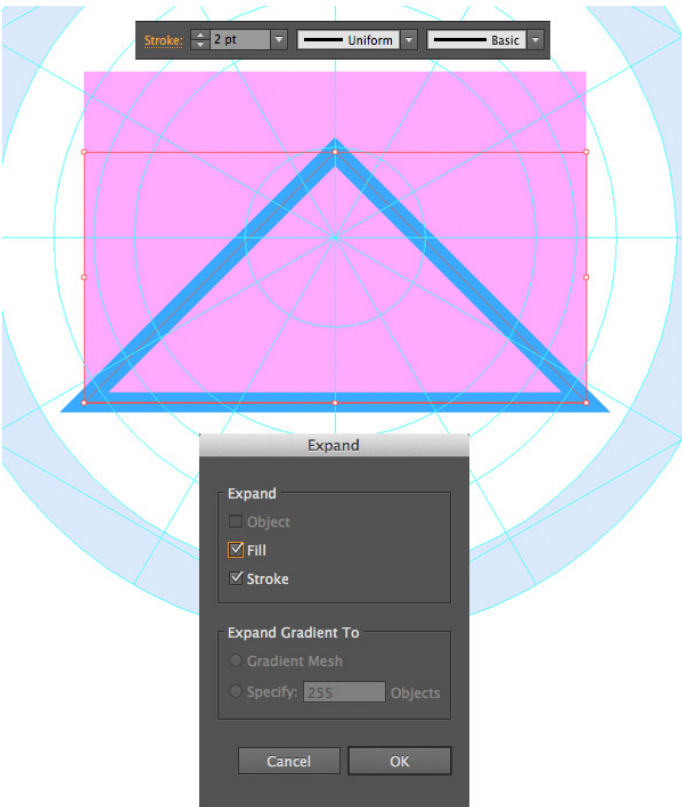 Stroke: 2 pt Uniform Basic
Expand
Expand
Object
Fill
Stroke
Expand Gradient To
Gradient Mesh
Specify: 255 Objects
Cancel OK